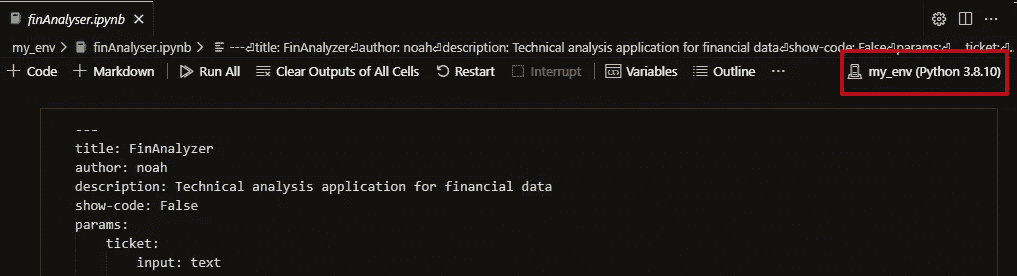 finAnalyser.ipynb
my_env > finAnalyser.ipynb > ---⏎title: FinAnalyzer⏎author: noah⏎description: Technical analysis application for financial data⏎show-code: False⏎params:⏎ ticket:⏎...
+ Code + Markdown Run All Clear Outputs of All Cells Restart Interrupt Variables Outline ... my_env (Python 3.8.10)
---
title: FinAnalyzer
author: noah
description: Technical analysis application for financial data
show-code: False
params:
ticket:
input: text